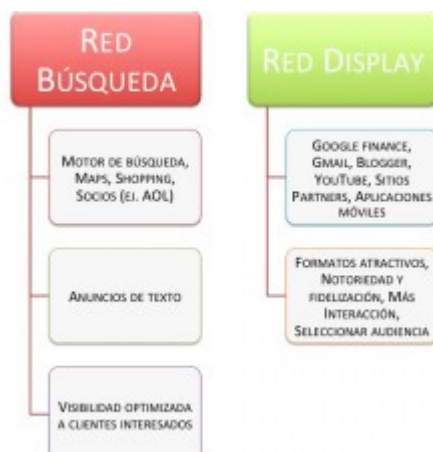 RED
BÚSQUEDA
MOTOR DE BÚSQUEDA,
MAPS, SHOPPING,
SOCIOS (EJ. AOL)
ANUNCIOS DE TEXTO
VISIBILIDAD OPTIMIZADA
A CLIENTES INTERESADOS
RED DISPLAY
GOOGLE FINANCE,
GMAIL, BLOGGER,
YOUTUBE, SITIOS
PARTNERS, APLICACIONES
MÓVILES
FORMATOS ATRACTIVOS,
NOTORIEDAD Y
FIDELIZACIÓN, MÁS
INTERACCIÓN,
SELECCIONAR AUDIENCIA